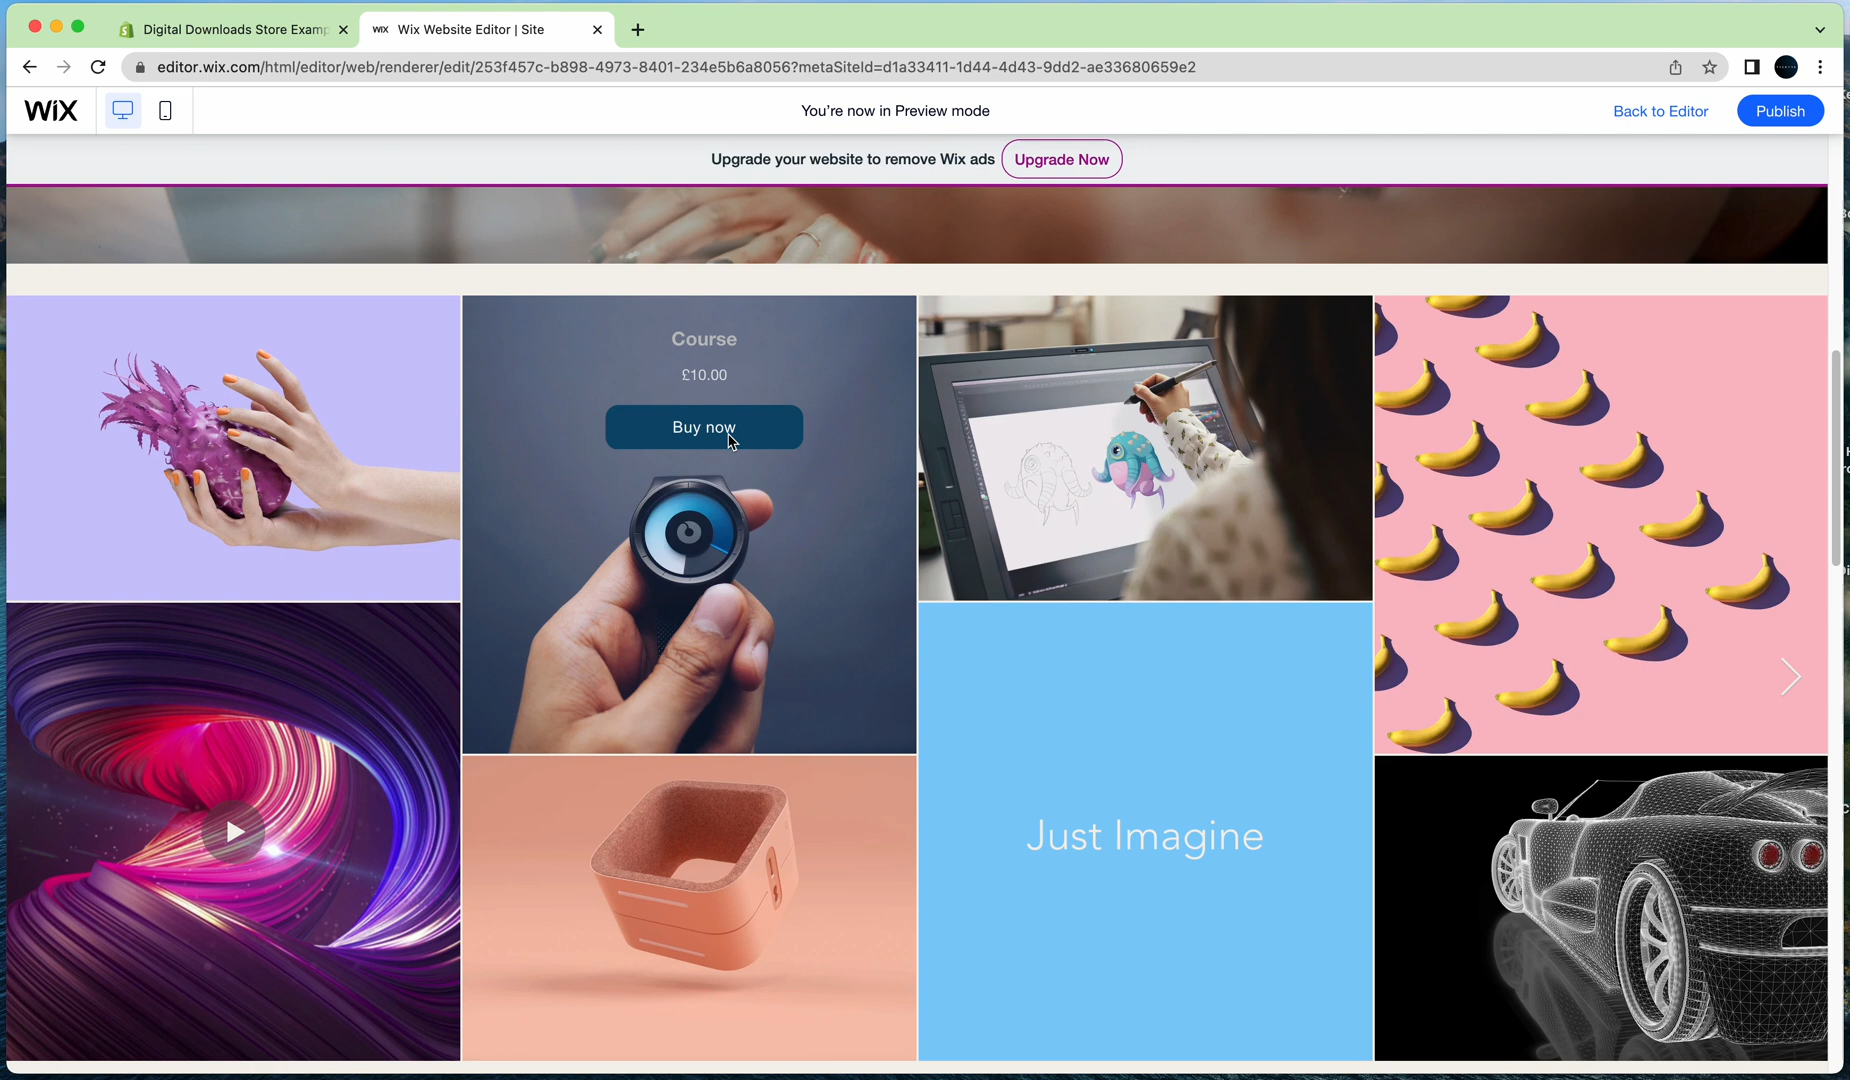 Digital Downloads Store Examp
WiX Wix Website Editor | Site
editor.wix.com/html/editor/web/renderer/edit/253f457c-b898-4973-8401-234e5b6a8056?metaSiteId=d1a33411-1d44-4d43-9dd2-ae33680659e2
WiX
You're now in Preview mode
Back to Editor
Publish
Upgrade your website to remove Wix ads
Upgrade Now
Course
£10.00
Buy now
Just Imagine